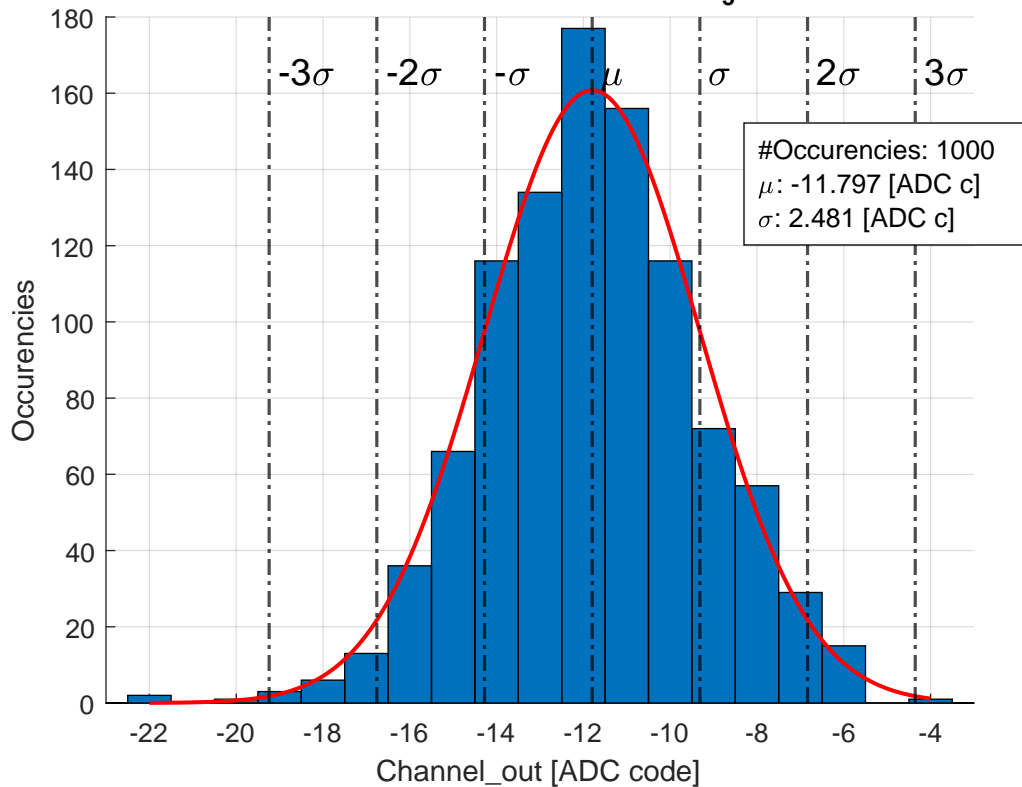 180
160
140
120
100
80
60
40
20
0
Occurencies
-3σ
-2σ
-σ
μ
σ
2σ
3σ
#Occurencies: 1000
μ: -11.797 [ADC c]
σ: 2.481 [ADC c]
-22
-20
-18
-16
-14
-12
-10
-8
-6
-4
Channel_out [ADC code]